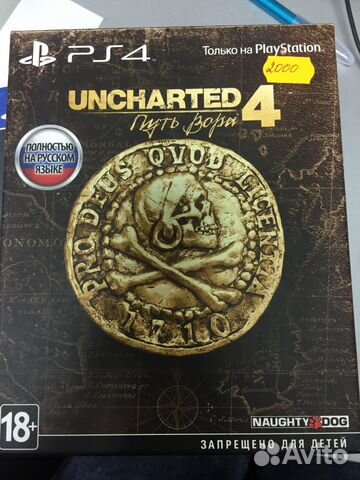 PS4
Только на PlayStation
2000
UNCHARTED 4
Путь Вора
ПОЛНОСТЬЮ
НА РУССКОМ
ЯЗЫКЕ
PRO DEUS QVOD LICENTIA
1710
18+
NAUGHTY DOG
ЗАПРЕЩЕНО ДЛЯ ДЕТЕЙ
Avito